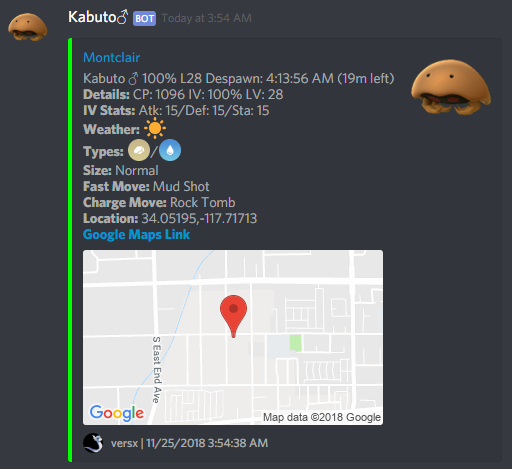 Kabuto♂ BOT Today at 3:54 AM
Montclair
Kabuto ♂ 100% L28 Despawn: 4:13:56 AM (19m left)
Details: CP: 1096 IV: 100% LV: 28
IV Stats: Atk: 15/Def: 15/Sta: 15
Weather:
Types: /
Size: Normal
Fast Move: Mud Shot
Charge Move: Rock Tomb
Location: 34.05195,-117.71713
Google Maps Link
S East End Ave
Google
Map data ©2018 Google
versx | 11/25/2018 3:54:38 AM